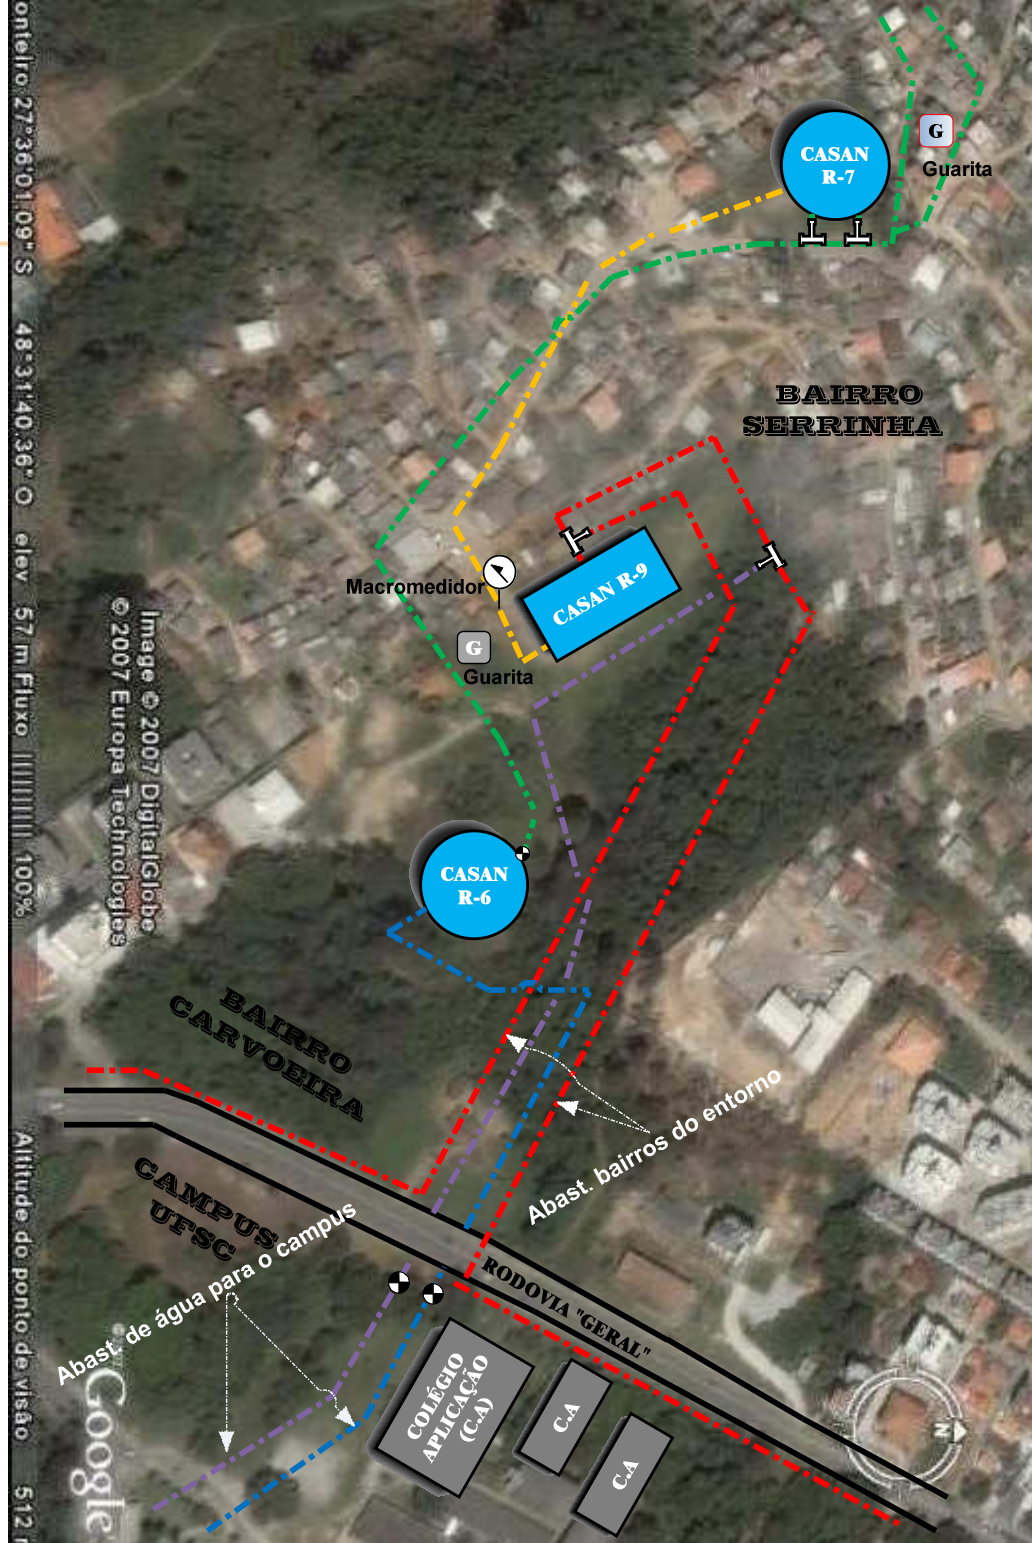 G
Guarita
CASAN
R-7
BAIRRO
SERRINHA
CASAN R-9
Macromedidor
G
Guarita
CASAN
R-6
BAIRRO
CARVOEIRA
Abast. bairros do entorno
CAMPUS
UFSC
Abast. de água para o campus
RODOVIA "GERAL"
COLÉGIO
APLICAÇÃO
(C.A)
C.A
C.A
N
Image © 2007 DigitalGlobe
© 2007 Europa Technologies
Google
onteiro 27°36'01.09" S 48°31'40.36" O elev 57 m Fluxo |||||||||| 100% Altitude do ponto de visão 512